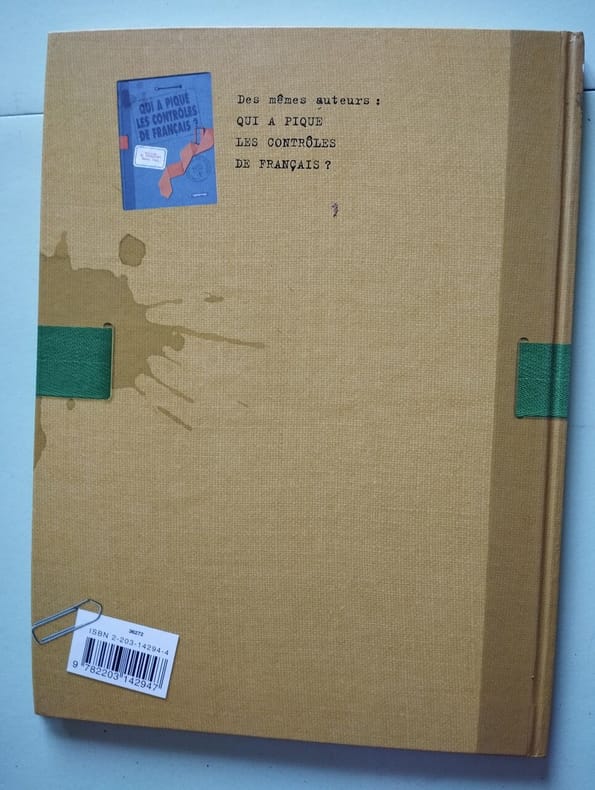 QUI A PIQUÉ
LES CONTRÔLES
DE FRANÇAIS ?
Des mêmes auteurs :
QUI A PIQUE
LES CONTRÔLES
DE FRANÇAIS ?
36272
ISBN 2-203-14294-4
9 782203 142947